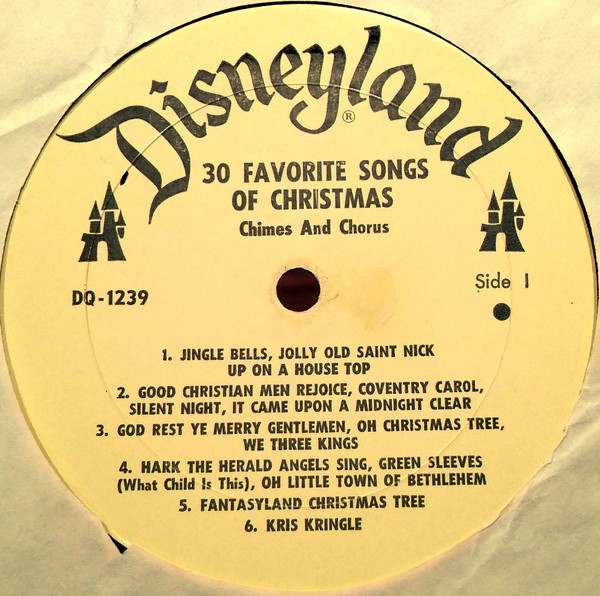 Disneyland
®
30 FAVORITE SONGS
OF CHRISTMAS
Chimes And Chorus
DQ-1239
Side 1
1. JINGLE BELLS, JOLLY OLD SAINT NICK
UP ON A HOUSE TOP
2. GOOD CHRISTIAN MEN REJOICE, COVENTRY CAROL,
SILENT NIGHT, IT CAME UPON A MIDNIGHT CLEAR
3. GOD REST YE MERRY GENTLEMEN, OH CHRISTMAS TREE,
WE THREE KINGS
4. HARK THE HERALD ANGELS SING, GREEN SLEEVES
(What Child Is This), OH LITTLE TOWN OF BETHLEHEM
5. FANTASYLAND CHRISTMAS TREE
6. KRIS KRINGLE